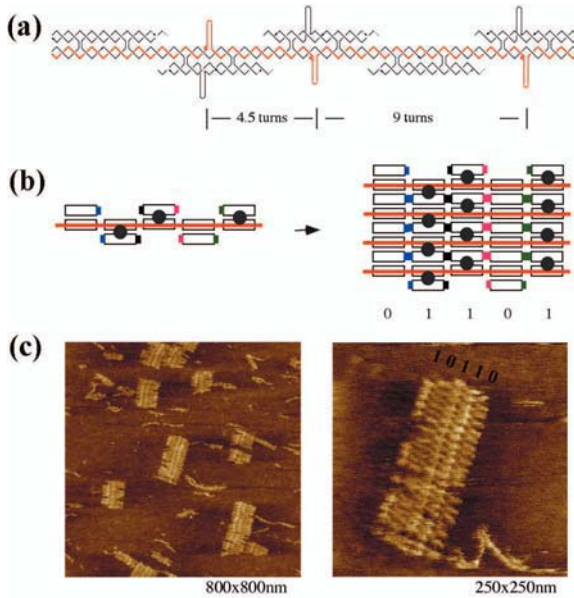 (a)
4.5 turns
9 turns
(b)
0 1 1 0 1
(c)
1 0 1 1 0
800x800nm
250x250nm